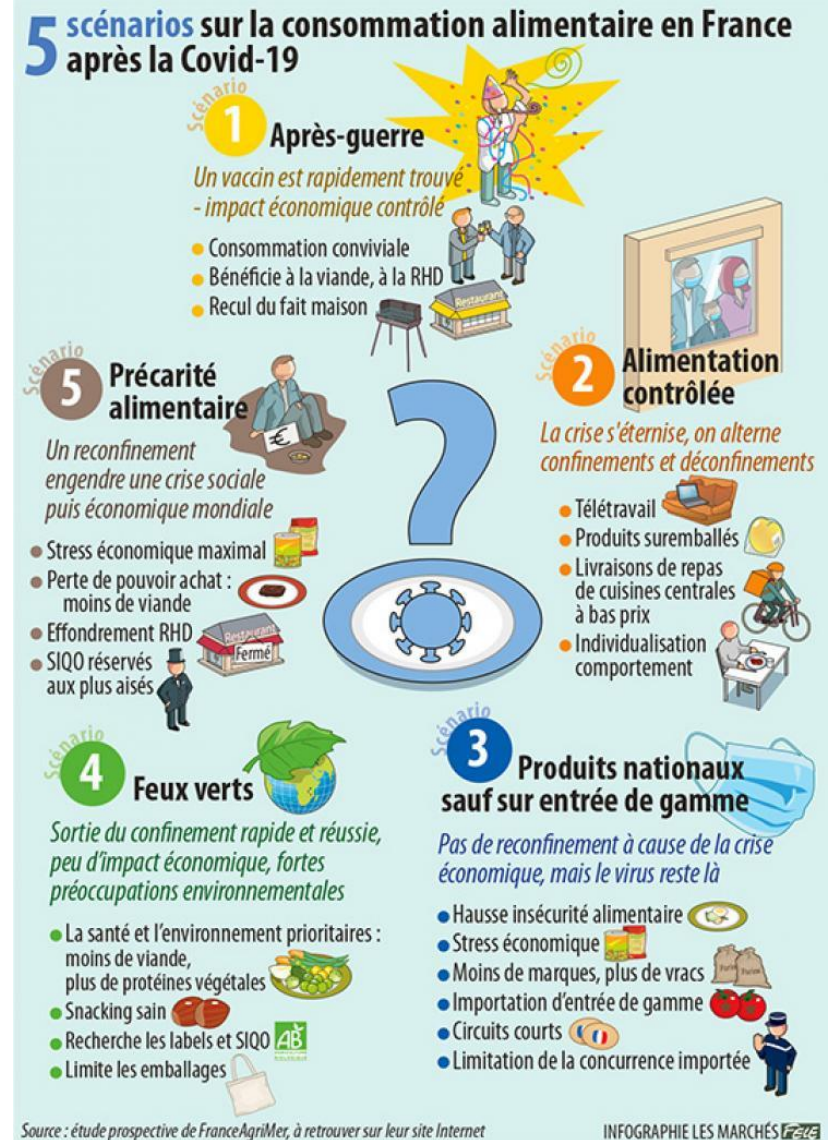 5 scénarios sur la consommation alimentaire en France
après la Covid-19
Scénario
1 Après-guerre
Un vaccin est rapidement trouvé
- impact économique contrôlé
Consommation conviviale
Bénéficie à la viande, à la RHD
Recul du fait maison
Restaurant
Scénario
2 Alimentation
contrôlée
La crise s'éternise, on alterne
confinements et déconfinements
Télétravail
Produits suremballés
Livraisons de repas
de cuisines centrales
à bas prix
Individualisation
comportement
Scénario
3 Produits nationaux
sauf sur entrée de gamme
Pas de reconfinement à cause de la crise
économique, mais le virus reste là
Hausse insécurité alimentaire
Stress économique
Moins de marques, plus de vracs
Farine Farine
Importation d'entrée de gamme
Circuits courts
Limitation de la concurrence importée
Scénario
4 Feux verts
Sortie du confinement rapide et réussie,
peu d'impact économique, fortes
préoccupations environnementales
La santé et l'environnement prioritaires :
moins de viande,
plus de protéines végétales
Snacking sain
Recherche les labels et SIQO
AB
Limite les emballages
Scénario
5 Précarité
alimentaire
€
Un reconfinement
engendre une crise sociale
puis économique mondiale
Stress économique maximal
Perte de pouvoir achat :
moins de viande
Effondrement RHD
Restaurant
Fermé
SIQO réservés
aux plus aisés
?
Source : étude prospective de FranceAgriMer, à retrouver sur leur site Internet
INFOGRAPHIE LES MARCHÉS